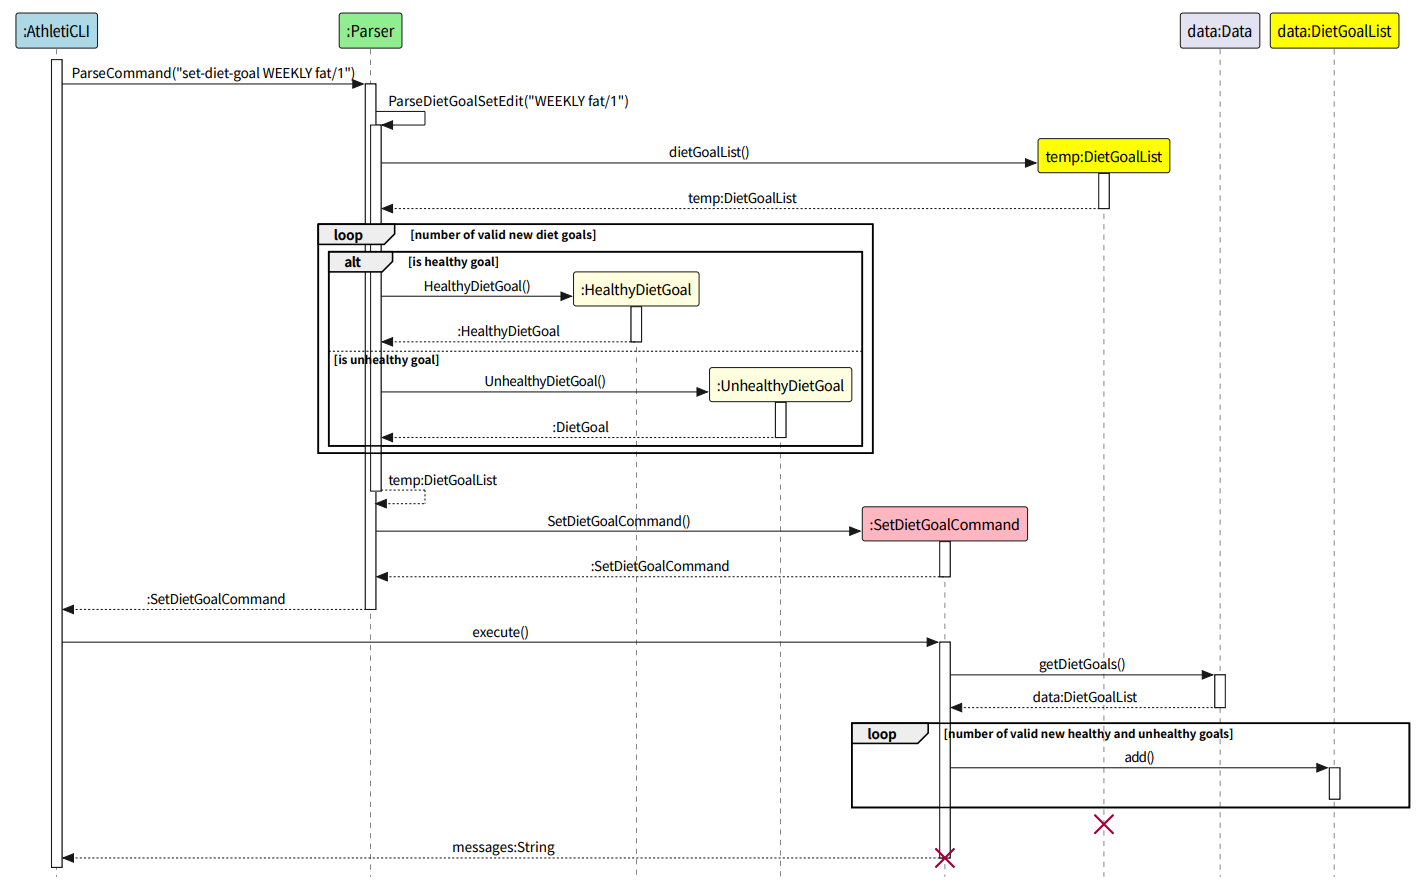 :AthletiCLI
:Parser
data:Data
data:DietGoalList
ParseCommand("set-diet-goal WEEKLY fat/1")
ParseDietGoalSetEdit("WEEKLY fat/1")
dietGoalList()
temp:DietGoalList
temp:DietGoalList
loop
[number of valid new diet goals]
alt
[is healthy goal]
HealthyDietGoal()
:HealthyDietGoal
:HealthyDietGoal
[is unhealthy goal]
UnhealthyDietGoal()
:UnhealthyDietGoal
:DietGoal
temp:DietGoalList
SetDietGoalCommand()
:SetDietGoalCommand
:SetDietGoalCommand
:SetDietGoalCommand
execute()
getDietGoals()
data:DietGoalList
loop
[number of valid new healthy and unhealthy goals]
add()
messages:String